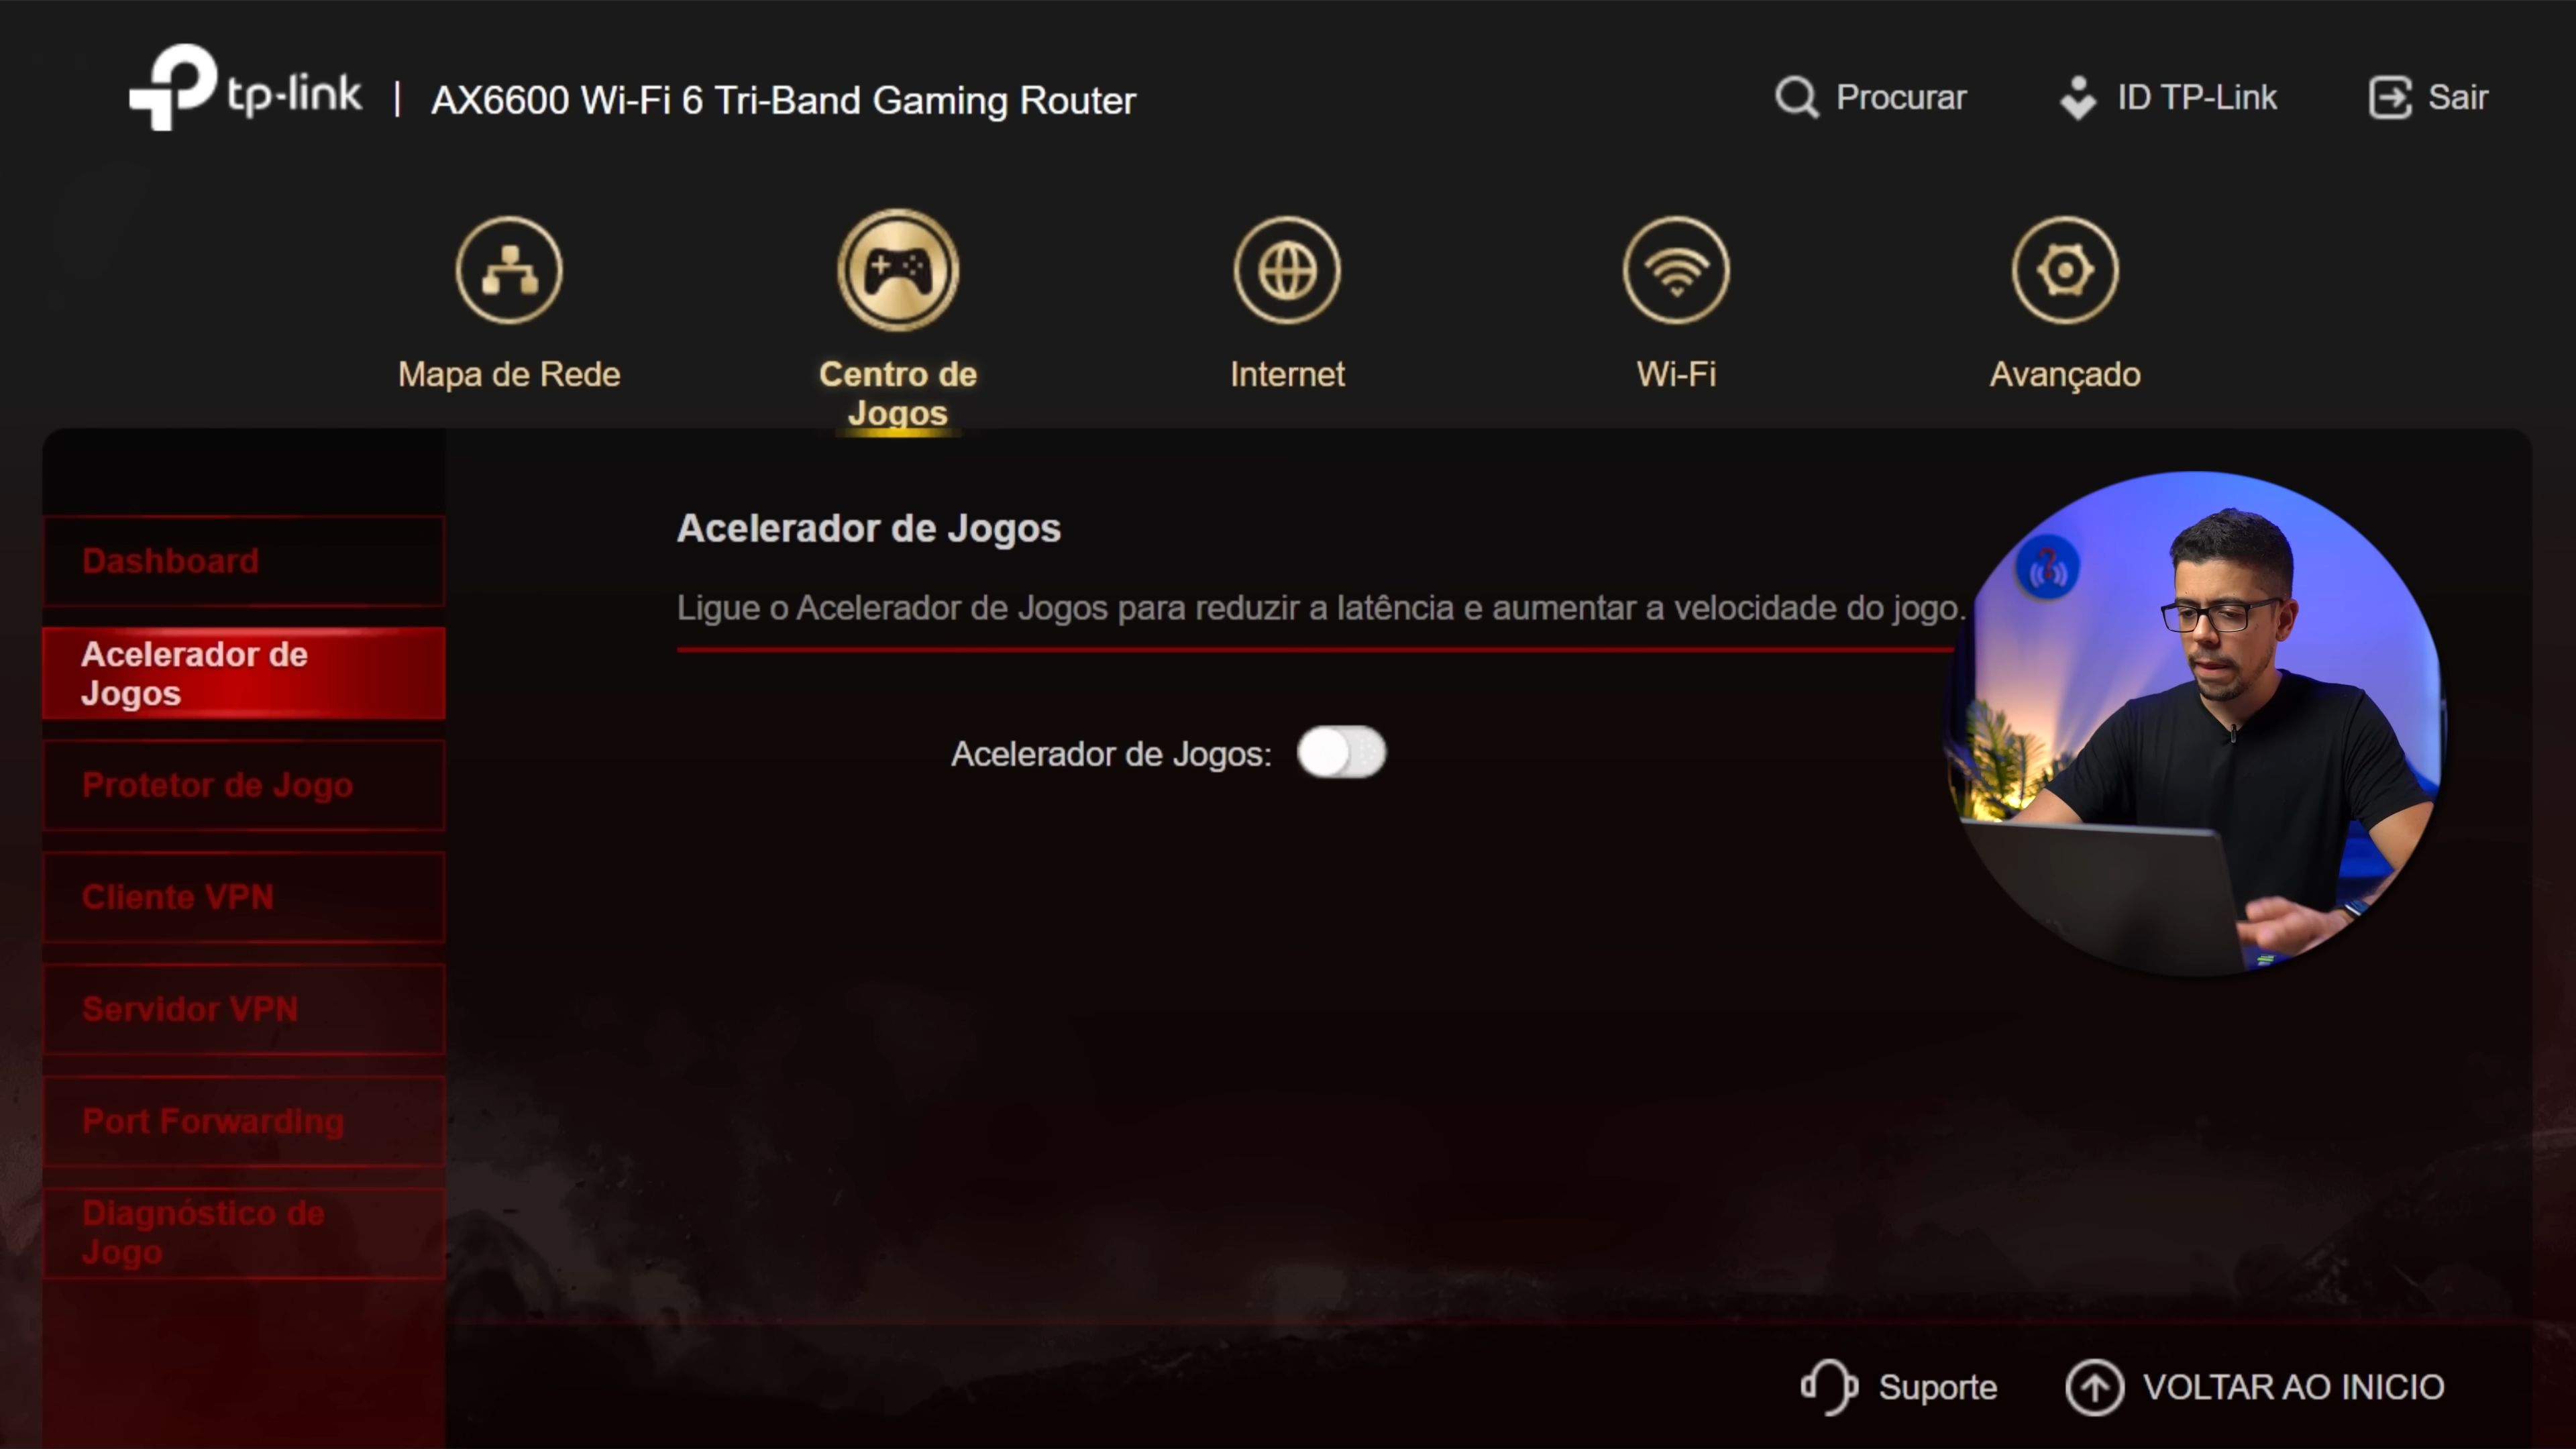 tp-link | AX6600 Wi-Fi 6 Tri-Band Gaming Router
Procurar
ID TP-Link
Sair
Mapa de Rede
Centro de
Jogos
Internet
Wi-Fi
Avançado
Dashboard
Acelerador de
Jogos
Protetor de Jogo
Cliente VPN
Servidor VPN
Port Forwarding
Diagnóstico de
Jogo
Acelerador de Jogos
Ligue o Acelerador de Jogos para reduzir a latência e aumentar a velocidade do jogo.
Acelerador de Jogos:
Suporte
VOLTAR AO INICIO